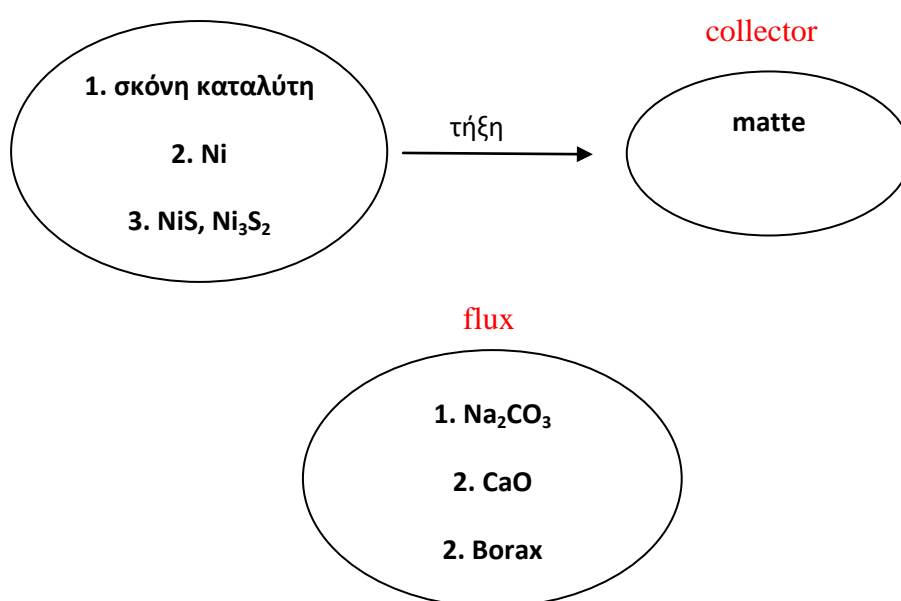 collector
1. σκόνη καταλύτη
2. Ni
3. NiS, Ni₃S₂
τήξη
matte
flux
1. Na₂CO₃
2. CaO
2. Borax